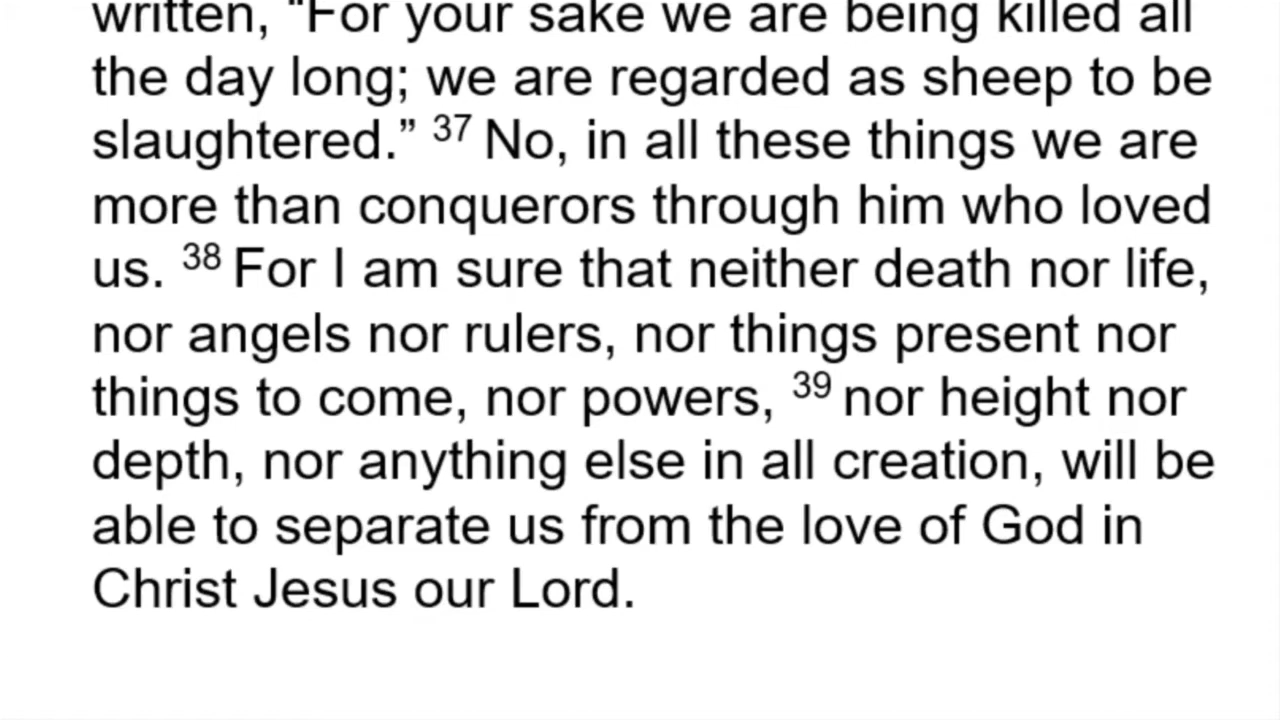 written, “For your sake we are being killed all
the day long; we are regarded as sheep to be
slaughtered.” 37 No, in all these things we are
more than conquerors through him who loved
us. 38 For I am sure that neither death nor life,
nor angels nor rulers, nor things present nor
things to come, nor powers, 39 nor height nor
depth, nor anything else in all creation, will be
able to separate us from the love of God in
Christ Jesus our Lord.